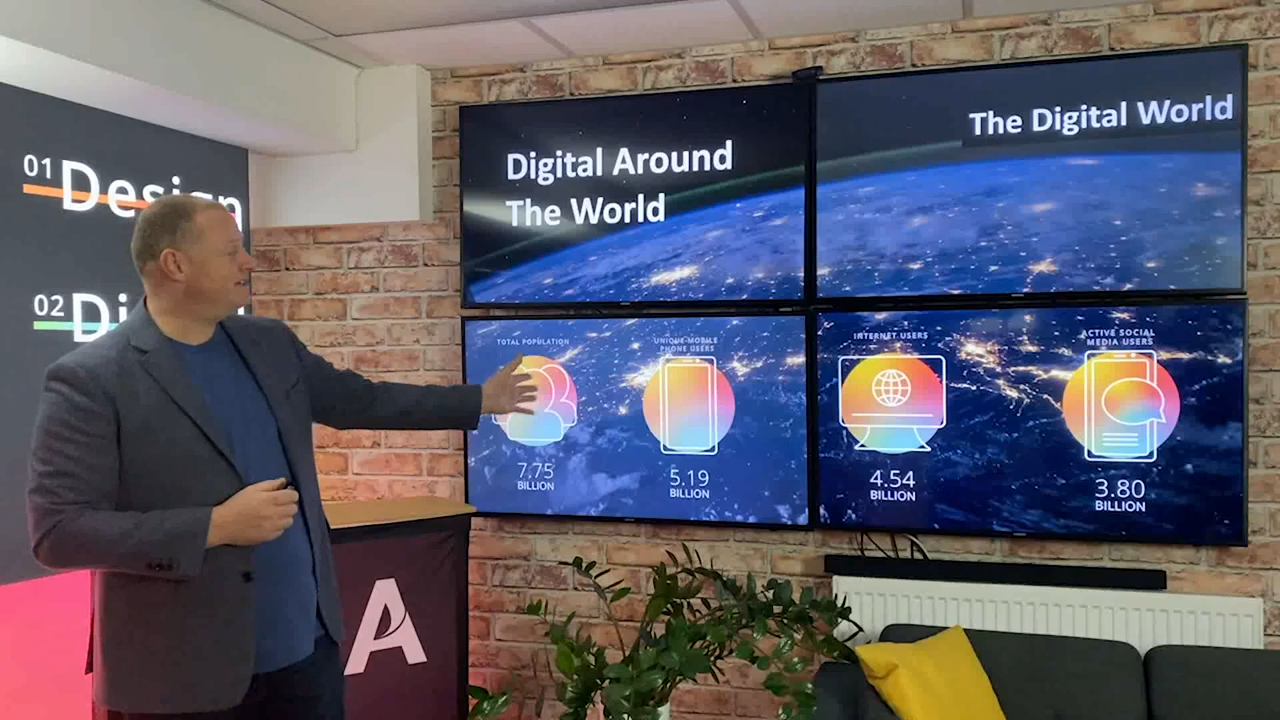 01 Design
02
Digital Around
The World
The Digital World
TOTAL POPULATION
UNIQUE MOBILE
PHONE USERS
INTERNET USERS
ACTIVE SOCIAL
MEDIA USERS
7.75
BILLION
5.19
BILLION
4.54
BILLION
3.80
BILLION
A